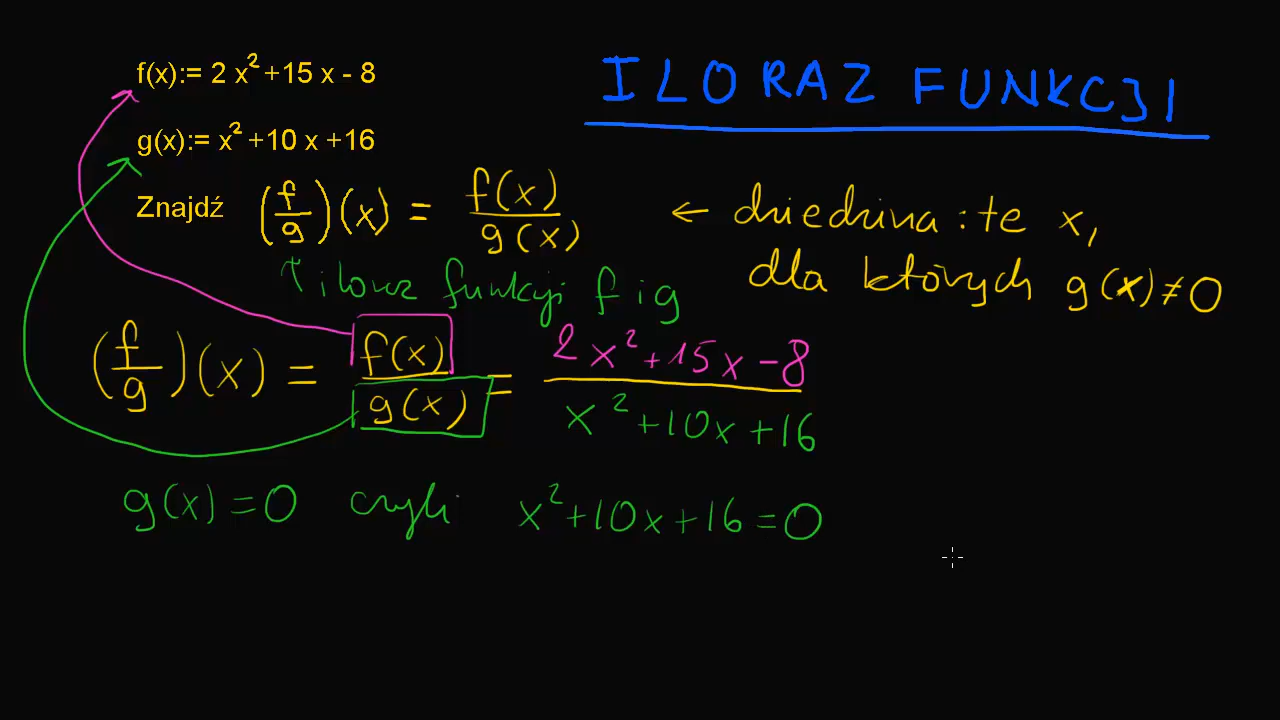 ILORAZ FUNKCJI
f(x):= 2 x²+15 x - 8
g(x):= x²+10 x +16
Znajdź (f/g)(x) = f(x)/g(x) ← dziedzina : te x,
dla których g(x)≠0
↑ iloraz funkcji f i g
(f/g)(x) = f(x)/g(x) = (2x²+15x-8)/(x²+10x+16)
g(x)=0 czyli x²+10x+16=0